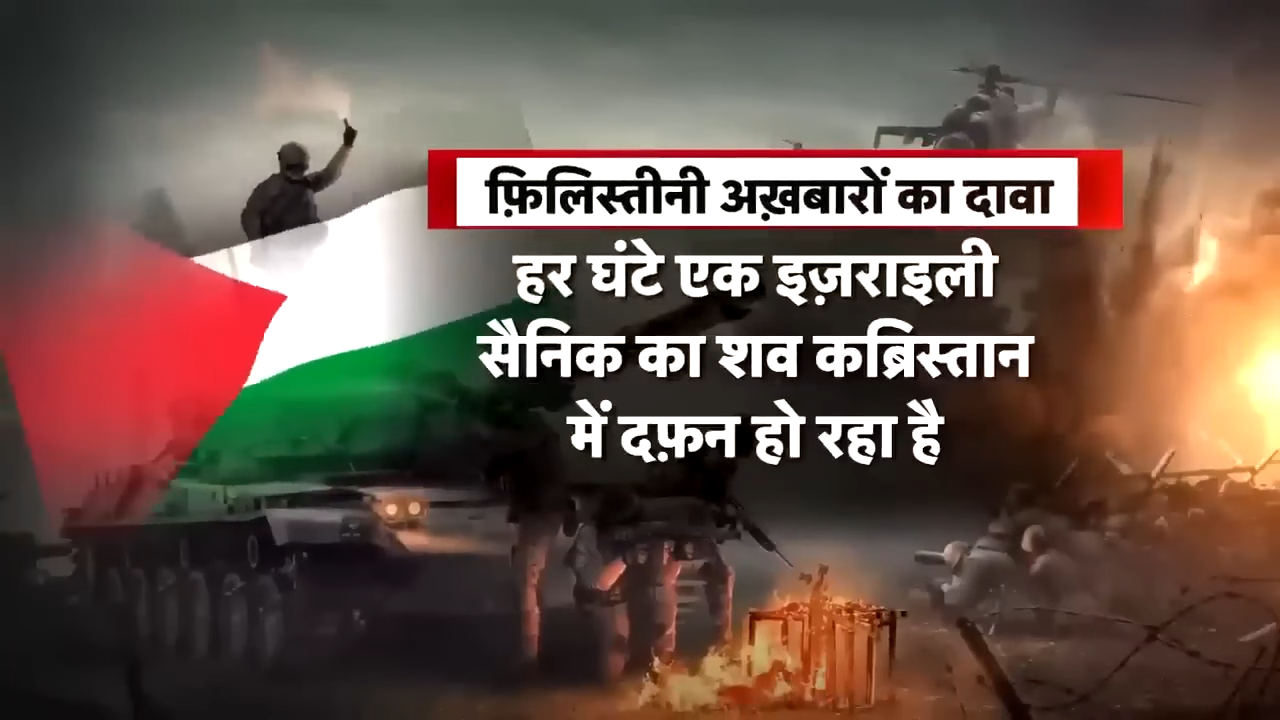 फ़िलिस्तीनी अख़बारों का दावा
हर घंटे एक इज़राइली
सैनिक का शव कब्रिस्तान
में दफ़न हो रहा है